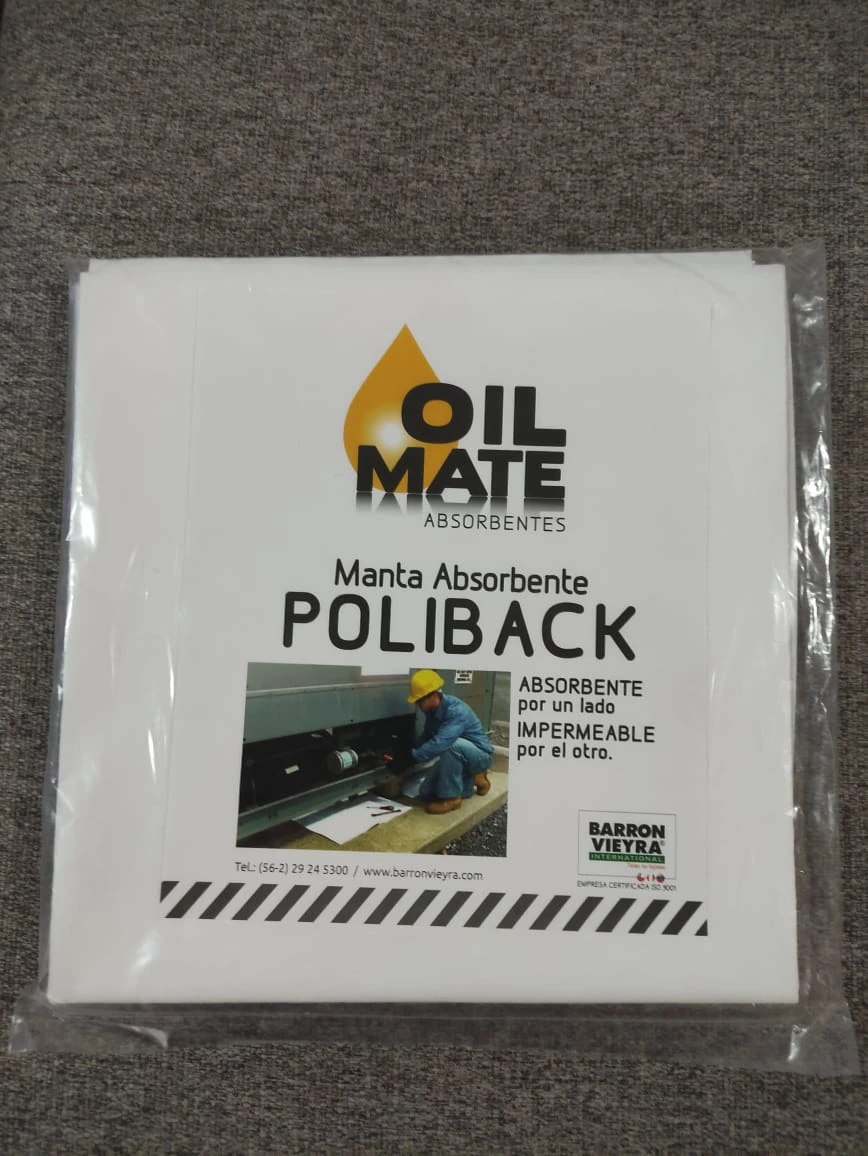 OIL
MATE
ABSORBENTES
Manta Absorbente
POLIBACK
ABSORBENTE
por un lado
IMPERMEABLE
por el otro.
BARRON
VIEYRA®
INTERNATIONAL
EMPRESA CERTIFICADA ISO 9001
Tel.: (56-2) 29 24 5300 / www.barronvieyra.com